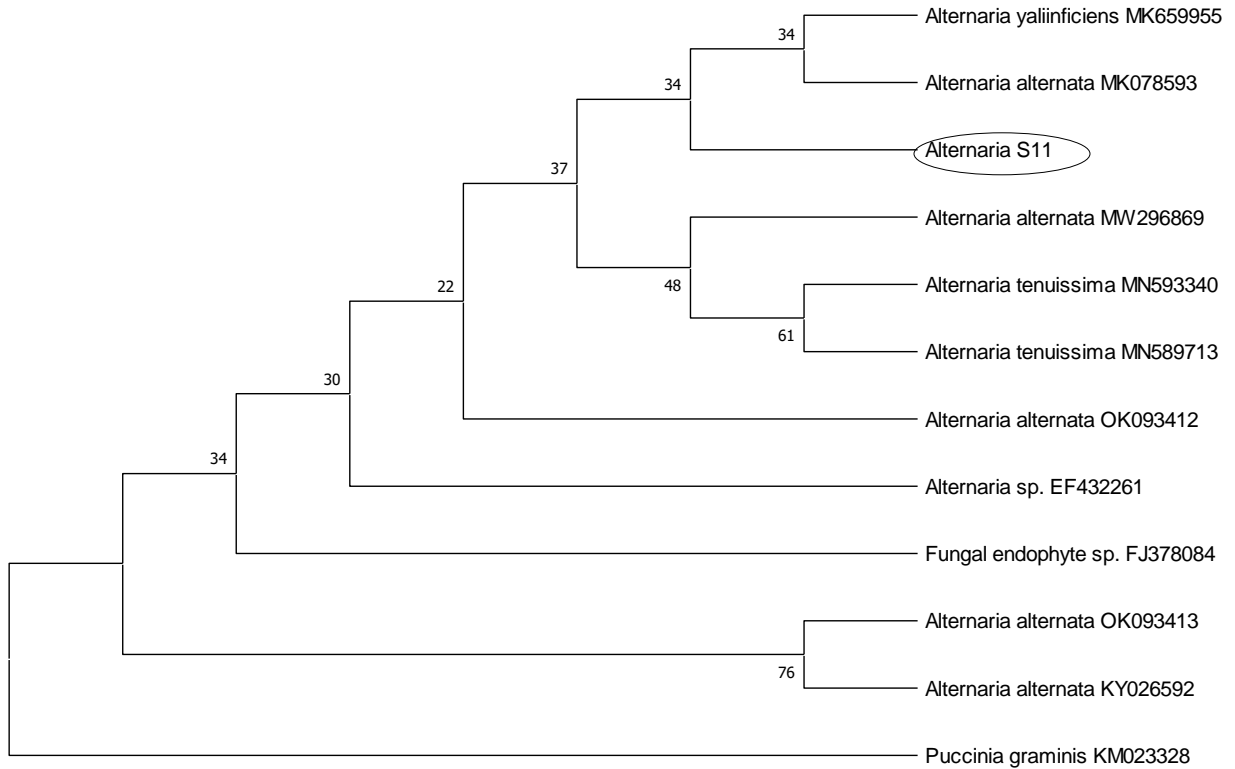 Alternaria yaliinficiens MK659955
34
Alternaria alternata MK078593
34
Alternaria S11
37
Alternaria alternata MW296869
22
48
Alternaria tenuissima MN593340
61
Alternaria tenuissima MN589713
30
Alternaria alternata OK093412
34
Alternaria sp. EF432261
Fungal endophyte sp. FJ378084
Alternaria alternata OK093413
76
Alternaria alternata KY026592
Puccinia graminis KM023328